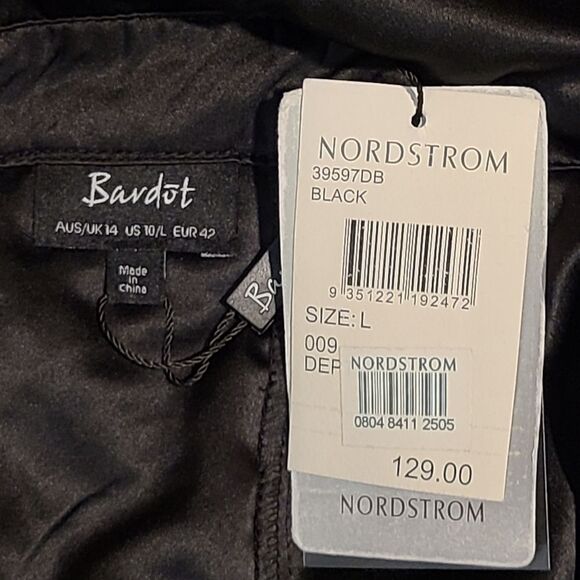 Bardōt
AUS/UK 14 US 10/L EUR 42
Made
in
China
NORDSTROM
39597DB
BLACK
9 351221 192472
SIZE: L
009
DEP
NORDSTROM
0804 8411 2505
129.00
NORDSTROM